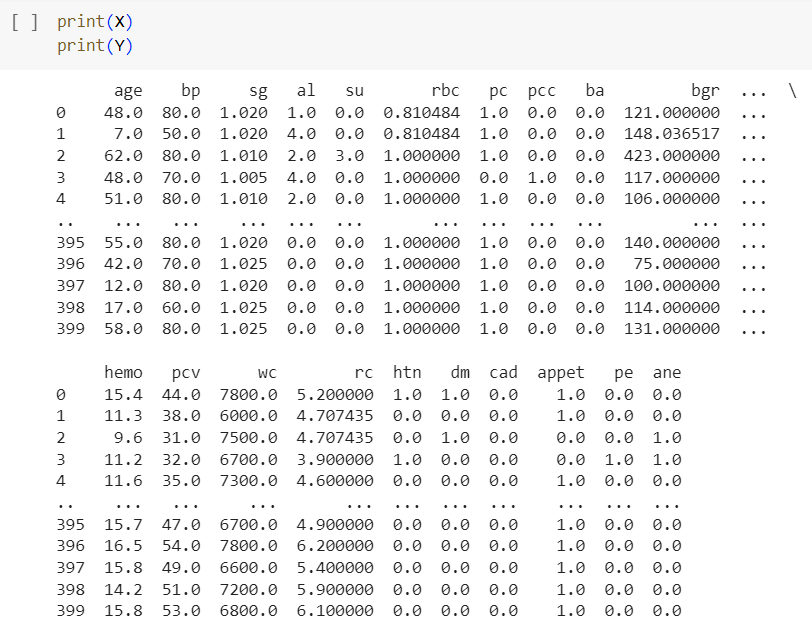 [ ] print(X)
print(Y)
age bp sg al su rbc pc pcc ba bgr ... \
0 48.0 80.0 1.020 1.0 0.0 0.810484 1.0 0.0 0.0 121.000000 ...
1 7.0 50.0 1.020 4.0 0.0 0.810484 1.0 0.0 0.0 148.036517 ...
2 62.0 80.0 1.010 2.0 3.0 1.000000 1.0 0.0 0.0 423.000000 ...
3 48.0 70.0 1.005 4.0 0.0 1.000000 0.0 1.0 0.0 117.000000 ...
4 51.0 80.0 1.010 2.0 0.0 1.000000 1.0 0.0 0.0 106.000000 ...
.. ... ... ... ... ... ... ... ... ... ... ...
395 55.0 80.0 1.020 0.0 0.0 1.000000 1.0 0.0 0.0 140.000000 ...
396 42.0 70.0 1.025 0.0 0.0 1.000000 1.0 0.0 0.0 75.000000 ...
397 12.0 80.0 1.020 0.0 0.0 1.000000 1.0 0.0 0.0 100.000000 ...
398 17.0 60.0 1.025 0.0 0.0 1.000000 1.0 0.0 0.0 114.000000 ...
399 58.0 80.0 1.025 0.0 0.0 1.000000 1.0 0.0 0.0 131.000000 ...
hemo pcv wc rc htn dm cad appet pe ane
0 15.4 44.0 7800.0 5.200000 1.0 1.0 0.0 1.0 0.0 0.0
1 11.3 38.0 6000.0 4.707435 0.0 0.0 0.0 1.0 0.0 0.0
2 9.6 31.0 7500.0 4.707435 0.0 1.0 0.0 0.0 0.0 1.0
3 11.2 32.0 6700.0 3.900000 1.0 0.0 0.0 0.0 1.0 1.0
4 11.6 35.0 7300.0 4.600000 0.0 0.0 0.0 1.0 0.0 0.0
.. ... ... ... ... ... ... ... ... ... ...
395 15.7 47.0 6700.0 4.900000 0.0 0.0 0.0 1.0 0.0 0.0
396 16.5 54.0 7800.0 6.200000 0.0 0.0 0.0 1.0 0.0 0.0
397 15.8 49.0 6600.0 5.400000 0.0 0.0 0.0 1.0 0.0 0.0
398 14.2 51.0 7200.0 5.900000 0.0 0.0 0.0 1.0 0.0 0.0
399 15.8 53.0 6800.0 6.100000 0.0 0.0 0.0 1.0 0.0 0.0